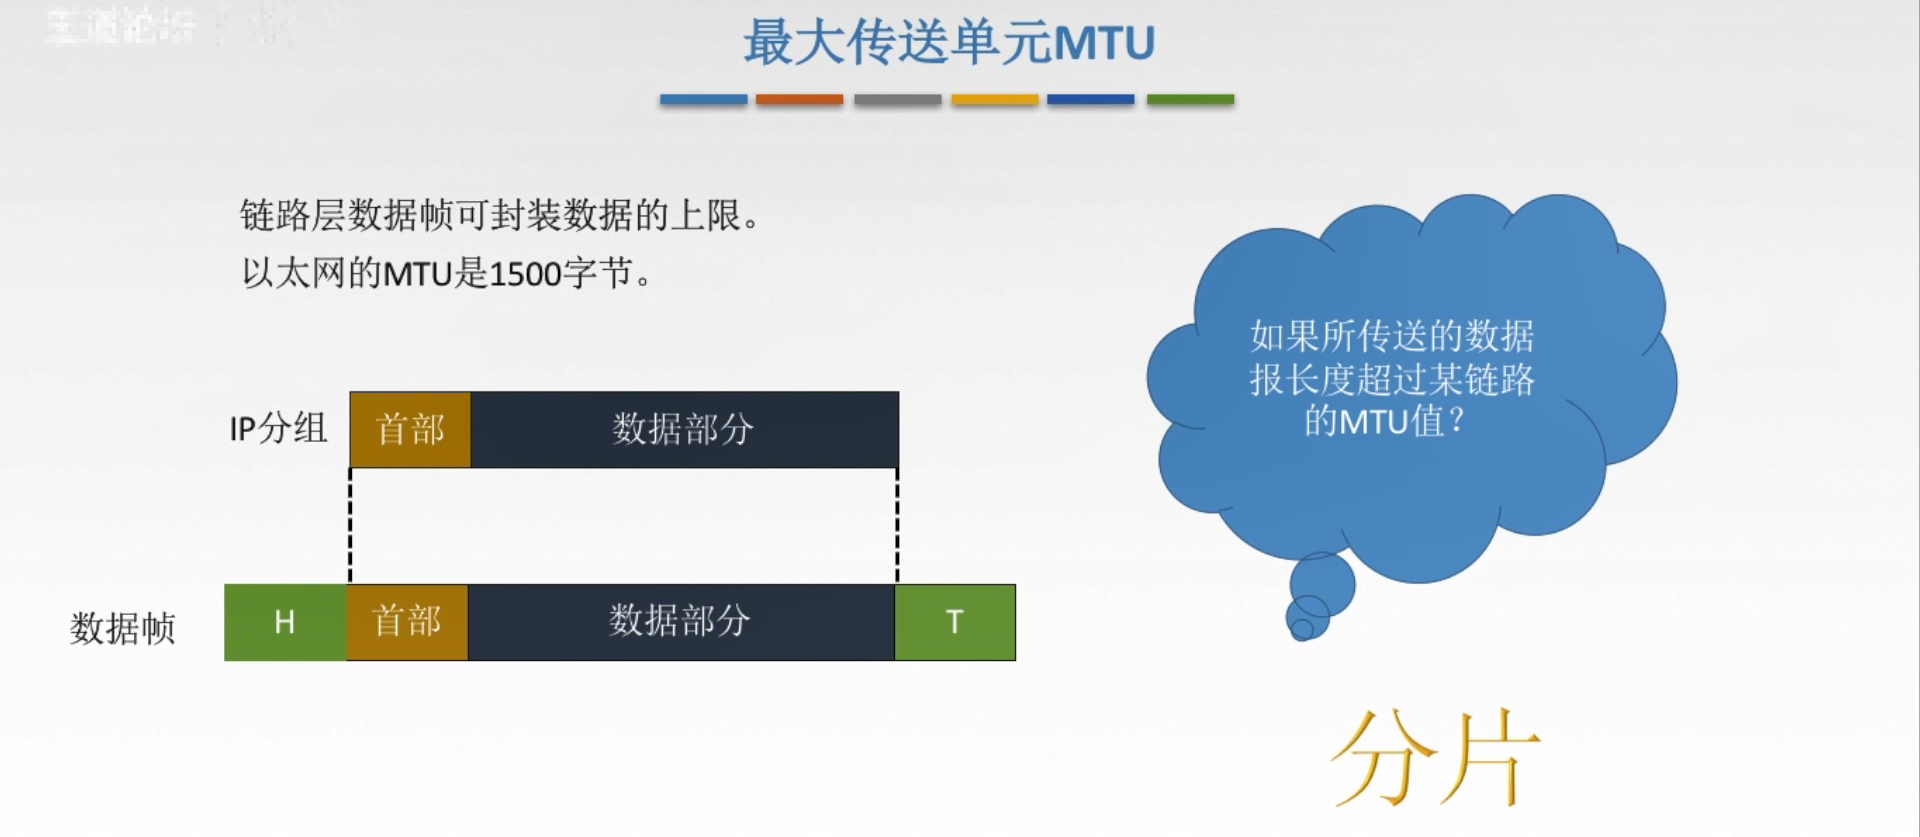 最大传送单元MTU
链路层数据帧可封装数据的上限。
以太网的MTU是1500字节。
如果所传送的数据
报长度超过某链路
的MTU值？
IP分组
首部
数据部分
数据帧
H
首部
数据部分
T
分片